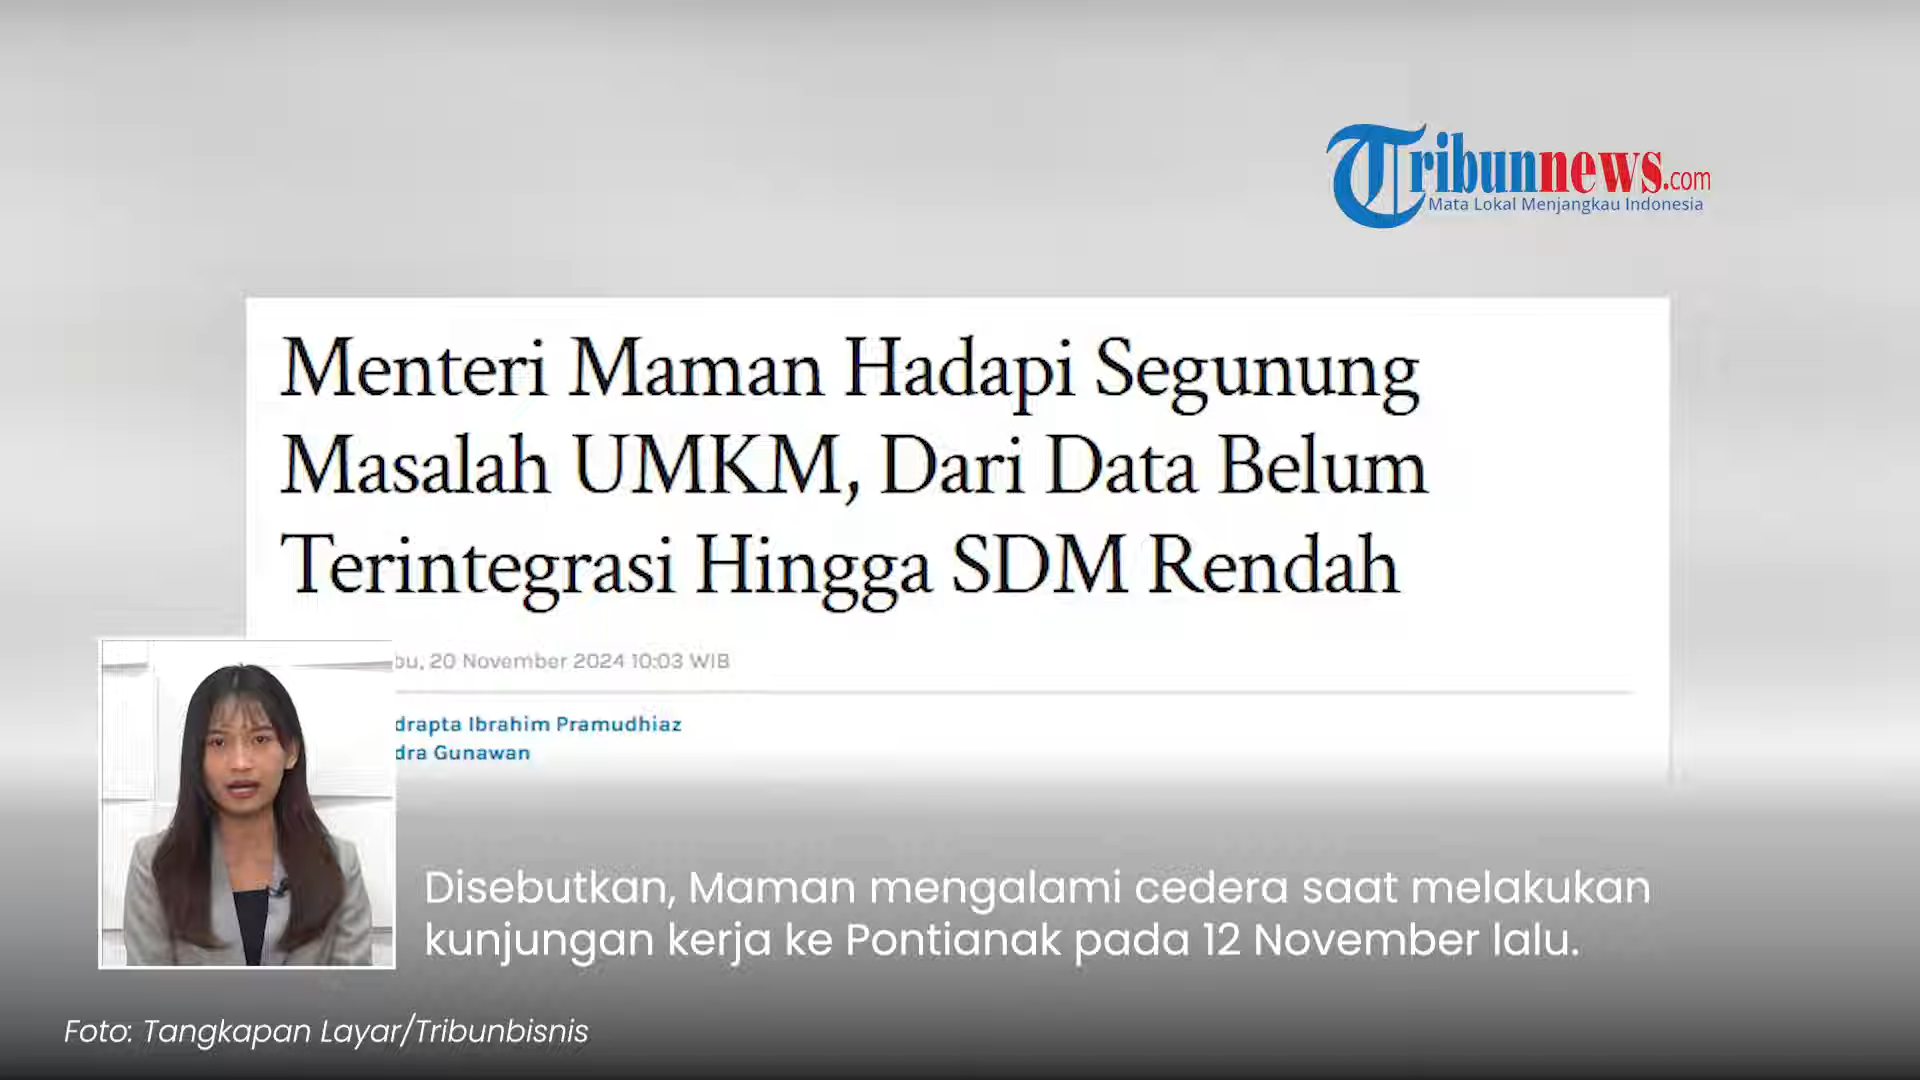 Tribunnews.com
Mata Lokal Menjangkau Indonesia
Menteri Maman Hadapi Segunung
Masalah UMKM, Dari Data Belum
Terintegrasi Hingga SDM Rendah
bu, 20 November 2024 10:03 WIB
drapta Ibrahim Pramudhiaz
dra Gunawan
Disebutkan, Maman mengalami cedera saat melakukan
kunjungan kerja ke Pontianak pada 12 November lalu.
Foto: Tangkapan Layar/Tribunbisnis